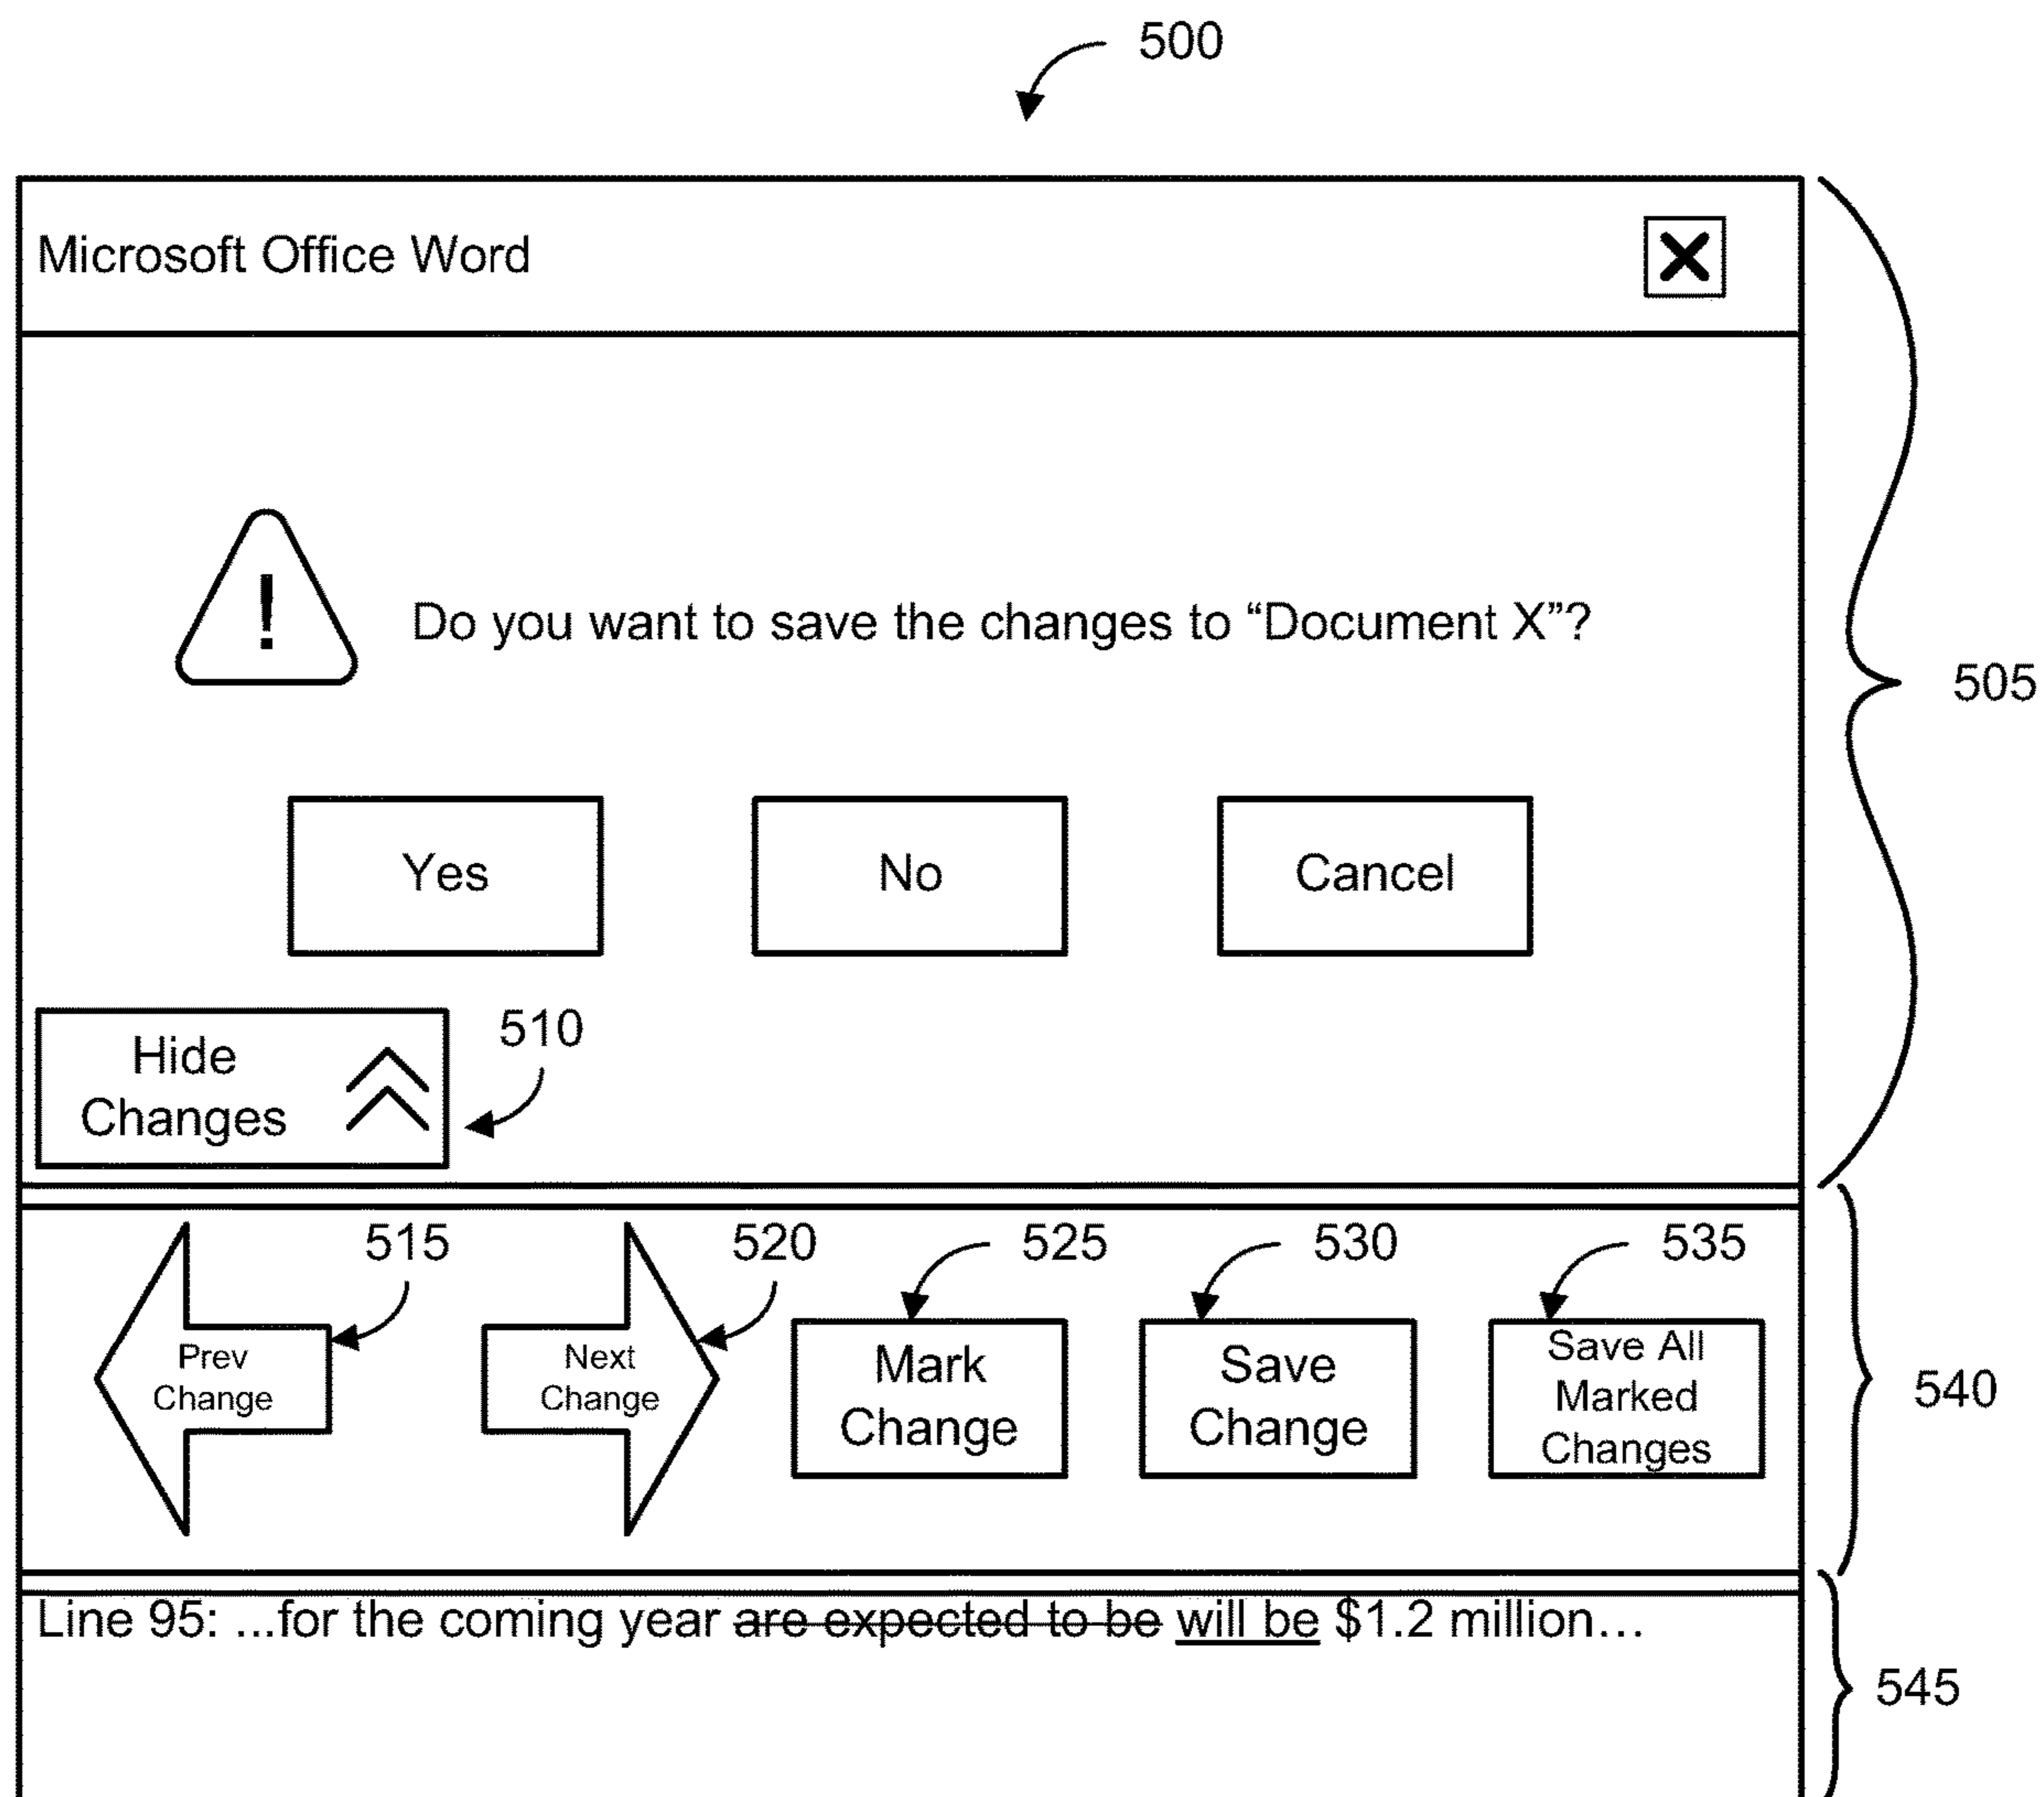 500
Microsoft Office Word
Do you want to save the changes to “Document X”?
505
Yes
No
Cancel
510
Hide
Changes
515
520
525
530
535
Prev
Change
Next
Change
Mark
Change
Save
Change
Save All
Marked
Changes
540
Line 95: ...for the coming year are expected to be will be $1.2 million...
545